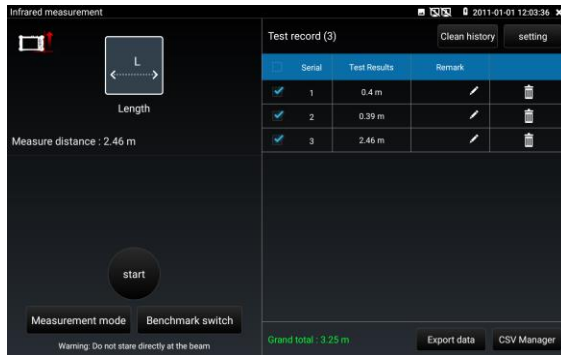 Infrared measurement 2011-01-01 12:03:36
L
Length
Measure distance : 2.46 m
start
Measurement mode Benchmark switch
Warning: Do not stare directly at the beam
Test record (3) Clean history setting
Serial Test Results Remark
1 0.4 m
2 0.39 m
3 2.46 m
Grand total : 3.25 m Export data CSV Manager